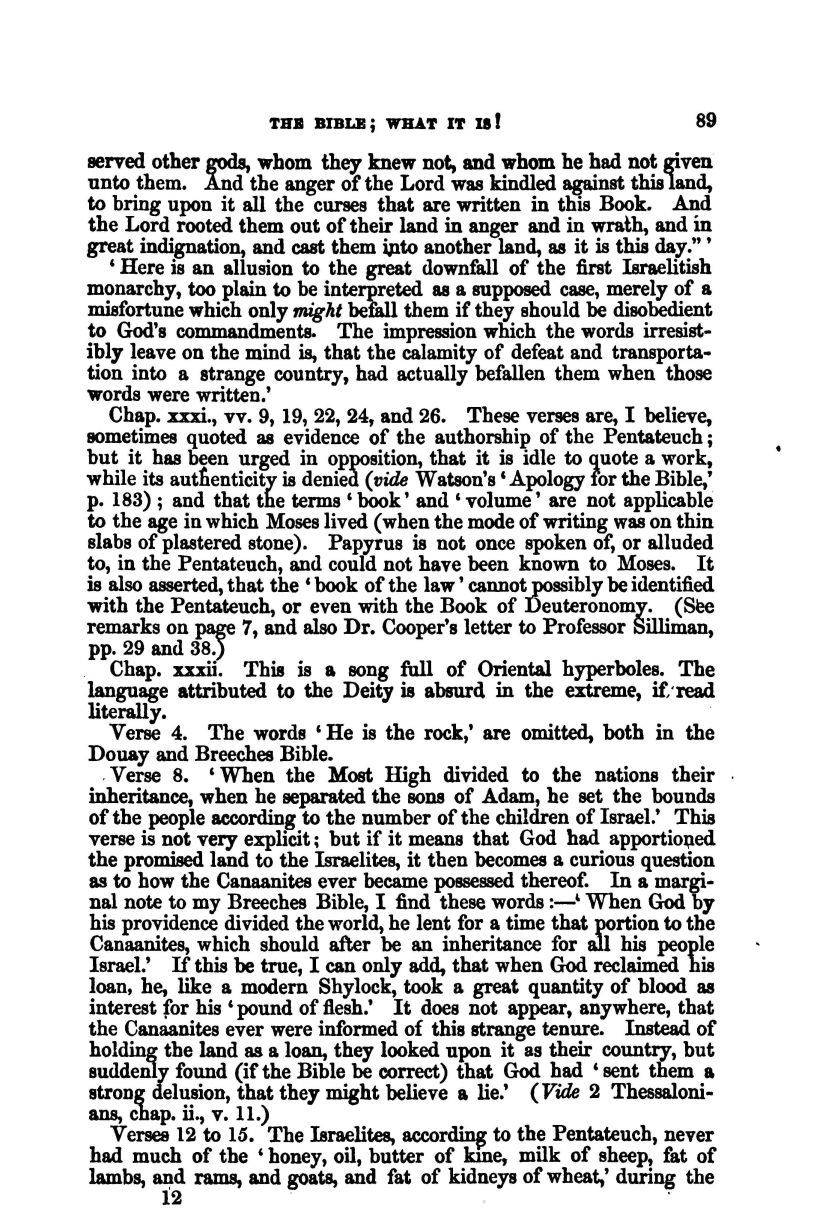 THE BIBLE; WHAT IT IS! 89
served other gods, whom they knew not, and whom he had not given
unto them. And the anger of the Lord was kindled against this land,
to bring upon it all the curses that are written in this Book. And
the Lord rooted them out of their land in anger and in wrath, and in
great indignation, and cast them into another land, as it is this day.” ’
‘ Here is an allusion to the great downfall of the first Israelitish
monarchy, too plain to be interpreted as a supposed case, merely of a
misfortune which only might befall them if they should be disobedient
to God’s commandments. The impression which the words irresist-
ibly leave on the mind is, that the calamity of defeat and transporta-
tion into a strange country, had actually befallen them when those
words were written.’
Chap. xxxi., vv. 9, 19, 22, 24, and 26. These verses are, I believe,
sometimes quoted as evidence of the authorship of the Pentateuch;
but it has been urged in opposition, that it is idle to quote a work,
while its authenticity is denied (vide Watson’s ‘ Apology for the Bible,’
p. 183) ; and that the terms ‘ book ’ and ‘ volume ’ are not applicable
to the age in which Moses lived (when the mode of writing was on thin
slabs of plastered stone). Papyrus is not once spoken of, or alluded
to, in the Pentateuch, and could not have been known to Moses. It
is also asserted, that the ‘ book of the law ’ cannot possibly be identified
with the Pentateuch, or even with the Book of Deuteronomy. (See
remarks on page 7, and also Dr. Cooper’s letter to Professor Silliman,
pp. 29 and 38.)
Chap. xxxii. This is a song full of Oriental hyperboles. The
language attributed to the Deity is absurd in the extreme, if read
literally.
Verse 4. The words ‘ He is the rock,’ are omitted, both in the
Douay and Breeches Bible.
Verse 8. ‘ When the Most High divided to the nations their
inheritance, when he separated the sons of Adam, he set the bounds
of the people according to the number of the children of Israel.’ This
verse is not very explicit; but if it means that God had apportioned
the promised land to the Israelites, it then becomes a curious question
as to how the Canaanites ever became possessed thereof. In a margi-
nal note to my Breeches Bible, I find these words :—‘ When God by
his providence divided the world, he lent for a time that portion to the
Canaanites, which should after be an inheritance for all his people
Israel.’ If this be true, I can only add, that when God reclaimed his
loan, he, like a modern Shylock, took a great quantity of blood as
interest for his ‘ pound of flesh.’ It does not appear, anywhere, that
the Canaanites ever were informed of this strange tenure. Instead of
holding the land as a loan, they looked upon it as their country, but
suddenly found (if the Bible be correct) that God had ‘ sent them a
strong delusion, that they might believe a lie.’ (Vide 2 Thessaloni-
ans, chap. ii., v. 11.)
Verses 12 to 15. The Israelites, according to the Pentateuch, never
had much of the ‘ honey, oil, butter of kine, milk of sheep, fat of
lambs, and rams, and goats, and fat of kidneys of wheat,’ during the
12